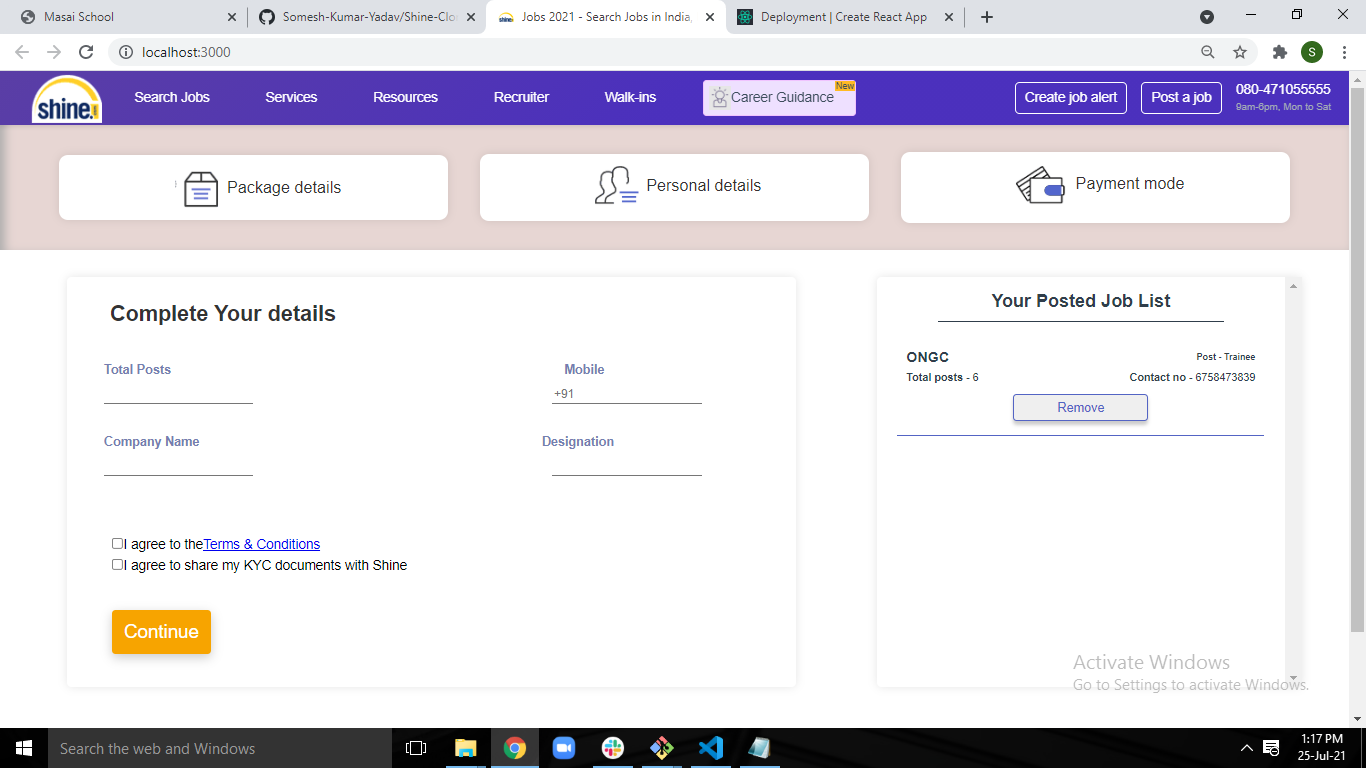 Masai School
Somesh-Kumar-Yadav/Shine-Clo
Jobs 2021 - Search Jobs in India,
Deployment | Create React App
localhost:3000
S
shine.
Search Jobs
Services
Resources
Recruiter
Walk-ins
Career Guidance
New
Create job alert
Post a job
080-471055555
9am-6pm, Mon to Sat
Package details
Personal details
Payment mode
Complete Your details
Total Posts
Mobile
+91
Company Name
Designation
I agree to theTerms & Conditions
I agree to share my KYC documents with Shine
Continue
Your Posted Job List
ONGC
Post - Trainee
Total posts - 6
Contact no - 6758473839
Remove
Activate Windows
Go to Settings to activate Windows.
Search the web and Windows
1:17 PM
25-Jul-21